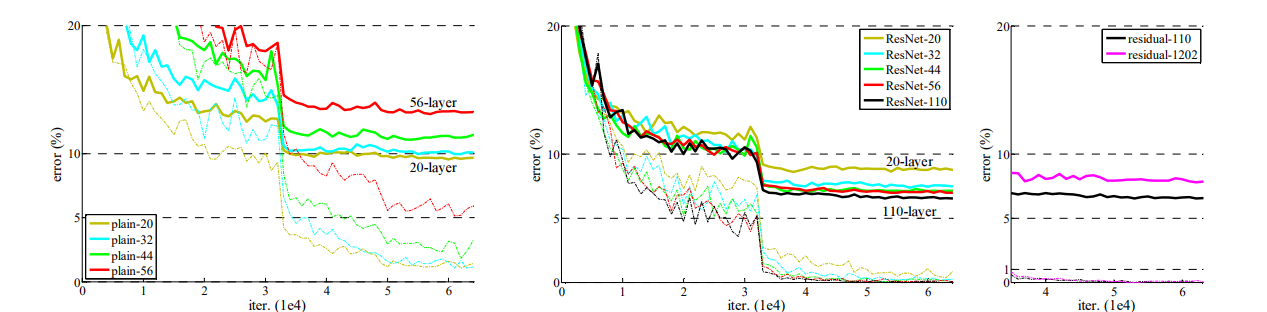 20
10
5
0
error (%)
56-layer
20-layer
plain-20
plain-32
plain-44
plain-56
0 1 2 3 4 5 6
iter. (1e4)
20
10
5
0
error (%)
ResNet-20
ResNet-32
ResNet-44
ResNet-56
ResNet-110
20-layer
110-layer
0 1 2 3 4 5 6
iter. (1e4)
20
10
5
1
0
error (%)
residual-110
residual-1202
4 5 6
iter. (1e4)